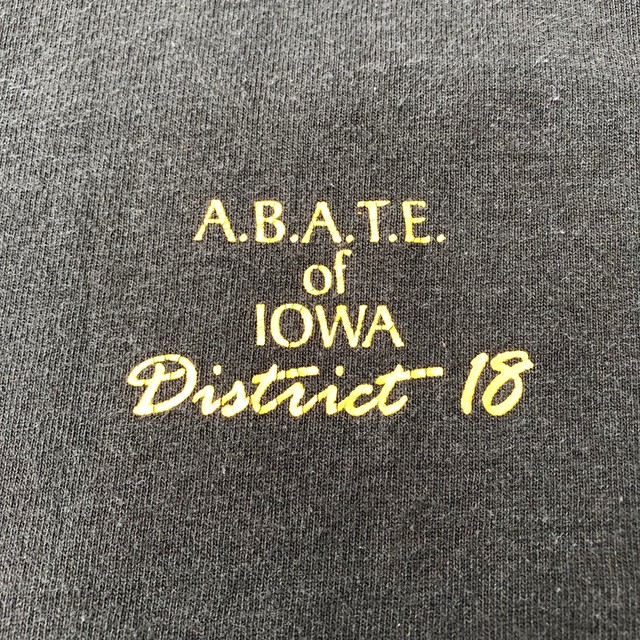 A.B.A.T.E.
of
IOWA
District 18